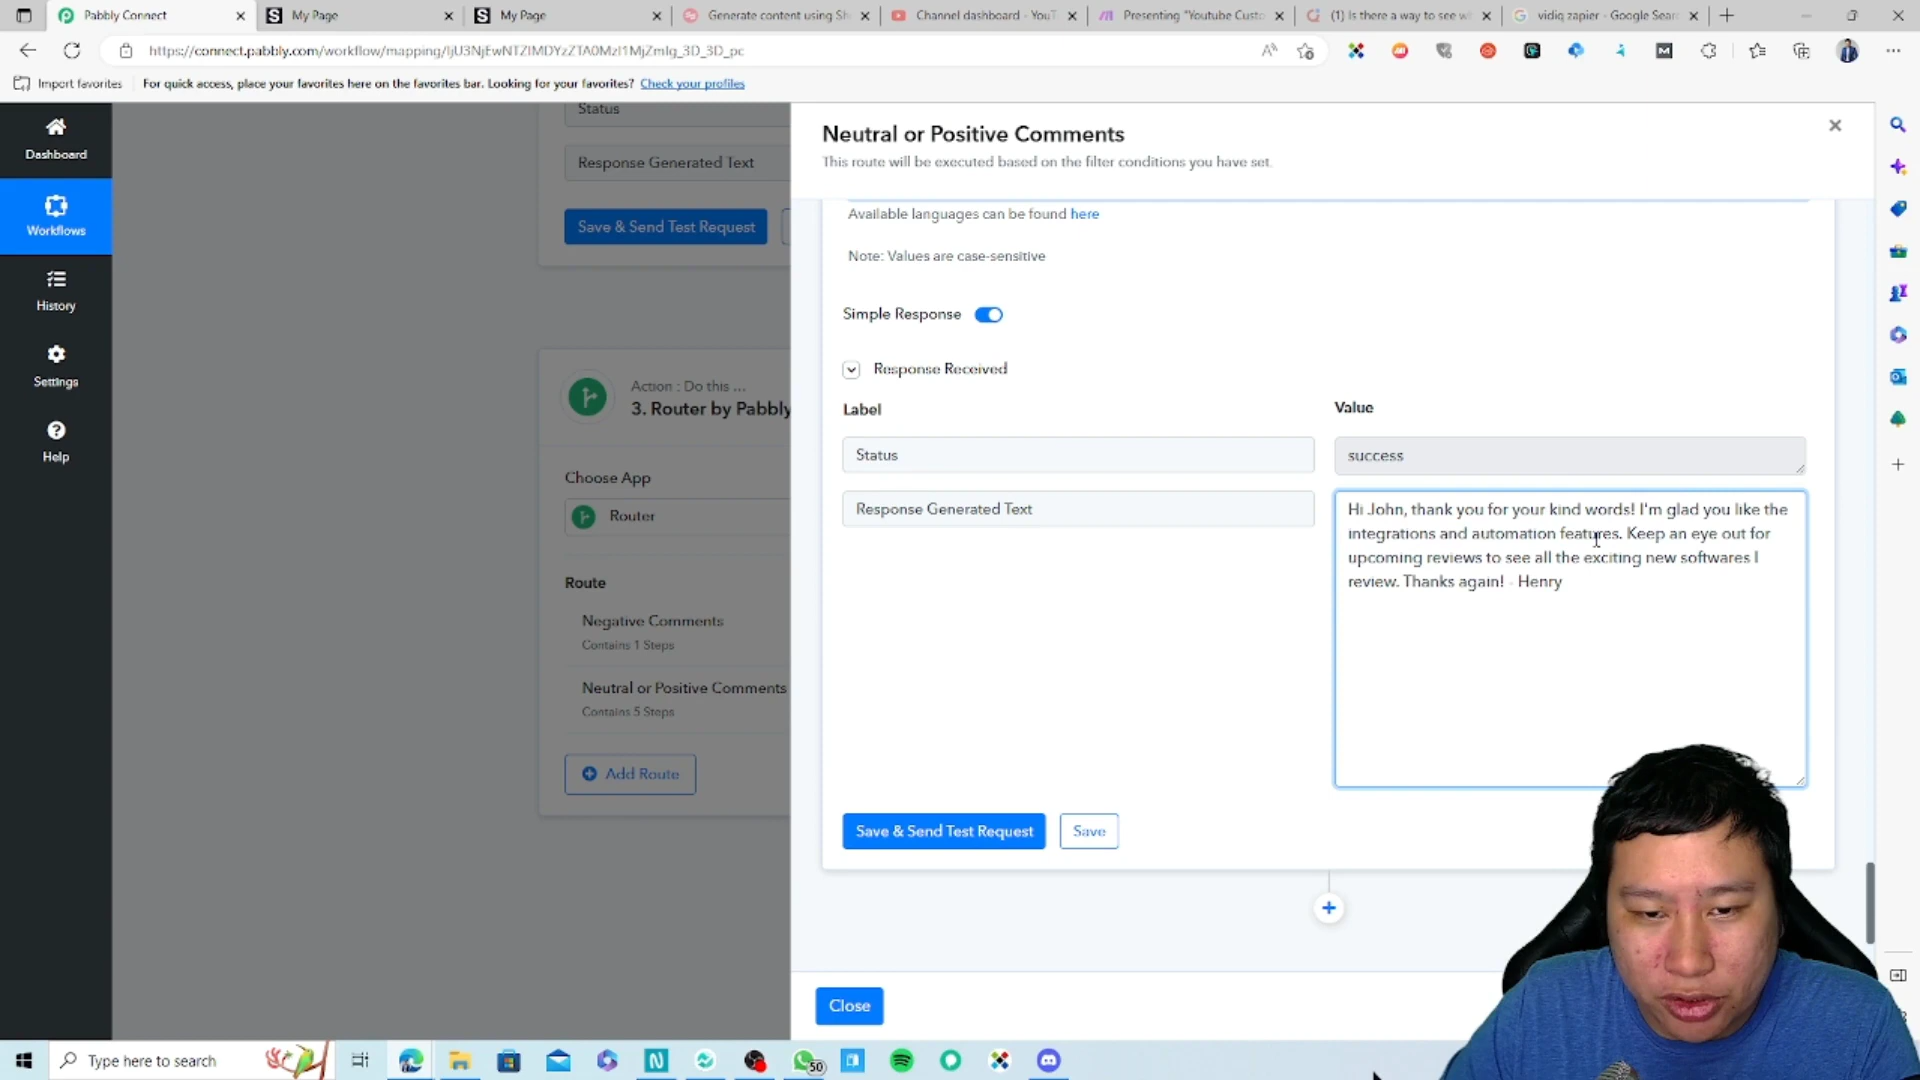 Pabbly Connect
My Page
My Page
Generate content using Sh
Channel dashboard - YouT
Presenting "Youtube Custo
(1) Is there a way to see w
vidiq zapier - Google Sear
Import favorites
For quick access, place your favorites here on the favorites bar. Looking for your favorites? Check your profiles
Dashboard
Workflows
History
Settings
Help
Status
Response Generated Text
Save & Send Test Request
Action : Do this ...
3. Router by Pabbly
Choose App
Router
Route
Negative Comments
Contains 1 Steps
Neutral or Positive Comments
Contains 5 Steps
Add Route
Neutral or Positive Comments
This route will be executed based on the filter conditions you have set.
Available languages can be found here
Note: Values are case-sensitive
Simple Response
Response Received
Label
Value
Status
success
Response Generated Text
Hi John, thank you for your kind words! I'm glad you like the
integrations and automation features. Keep an eye out for
upcoming reviews to see all the exciting new softwares I
review. Thanks again! - Henry
Save & Send Test Request
Save
Close
Type here to search
50